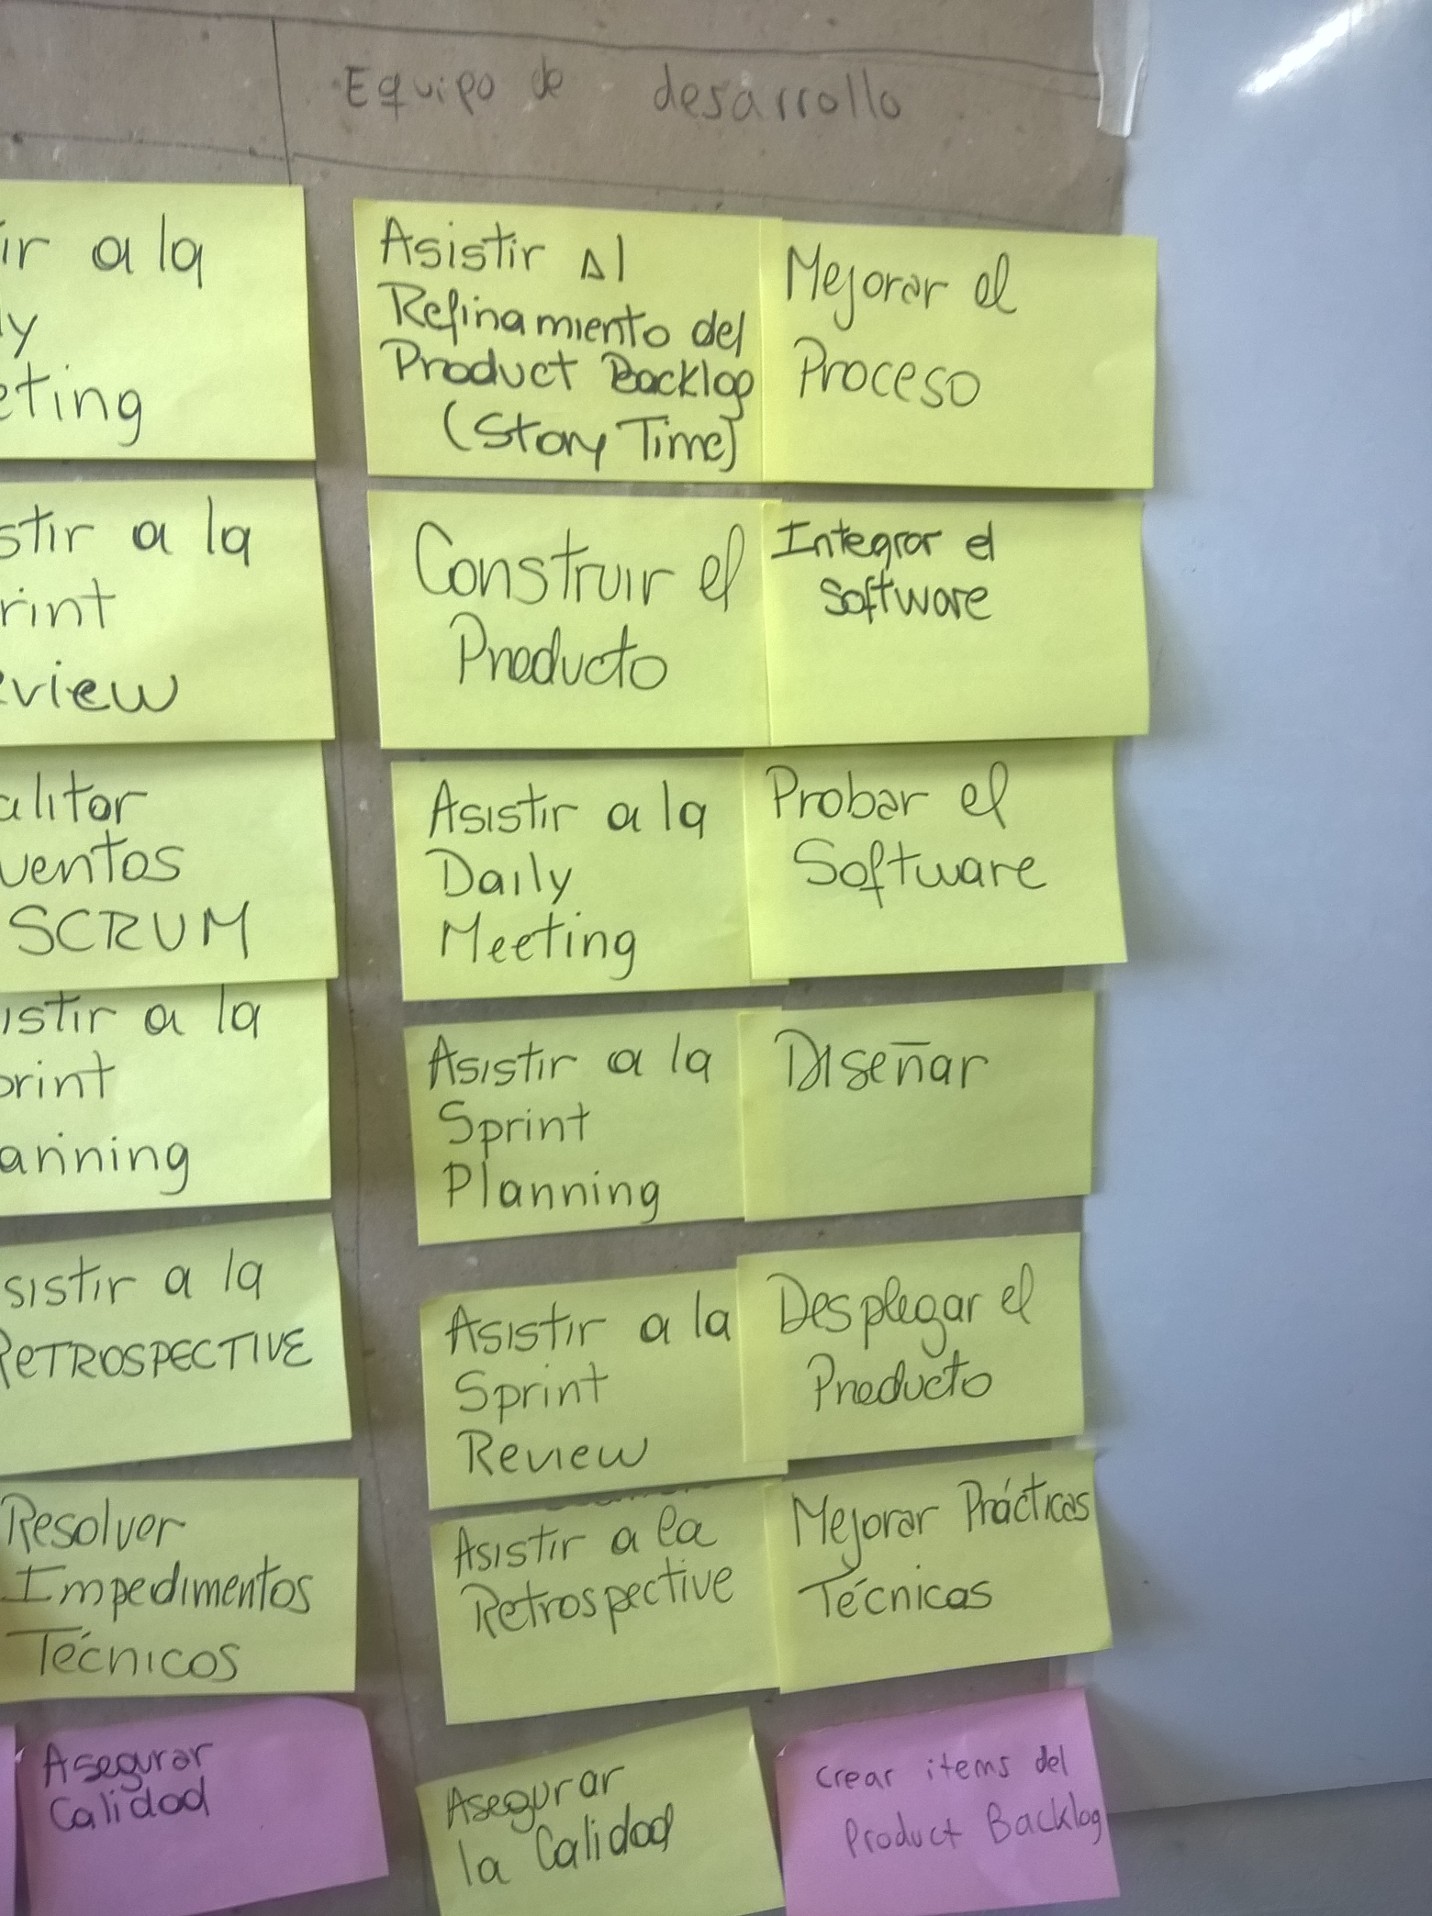 Equipo de desarrollo
ir a la
y
eting
stir a la
rint
eview
alitar
ventos
SCRUM
istir a la
print
anning
sistir a la
RETROSPECTIVE
Resolver
Impedimentos
Técnicos
Asegurar
Calidad
Asistir Al
Refinamiento del
Product Backlog
(Story Time)
Construir el
Producto
Asistir a la
Daily
Meeting
Asistir a la
Sprint
Planning
Asistir a la
Sprint
Review
Asistir a la
Retrospective
Asegurar
la Calidad
Mejorar el
Proceso
Integrar el
Software
Probar el
Software
Diseñar
Desplegar el
Producto
Mejorar Prácticas
Técnicas
Crear items del
Product Backlog